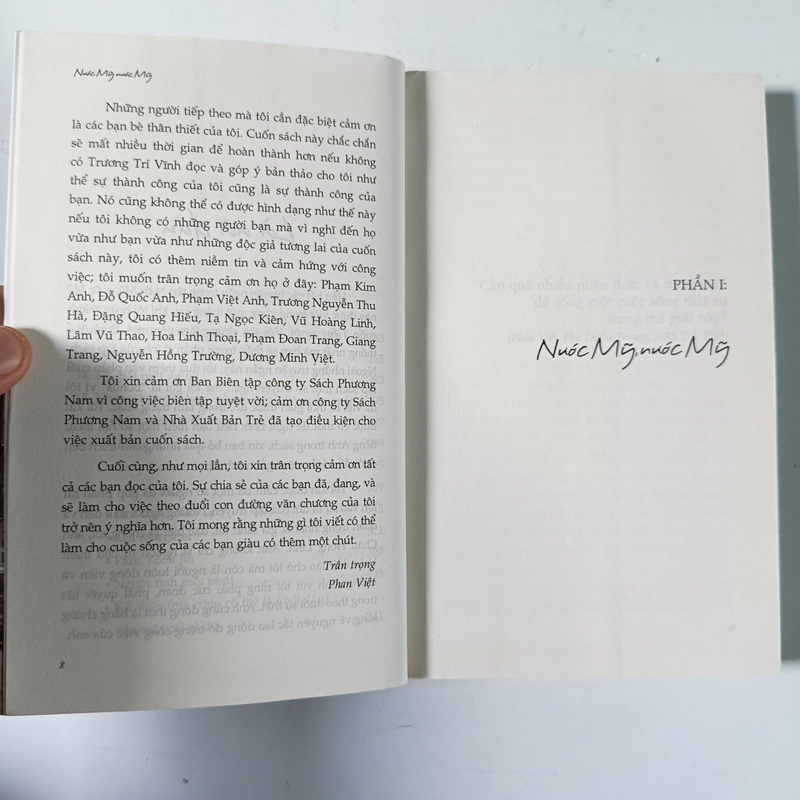 Nước Mỹ, nước Mỹ
Những người tiếp theo mà tôi cần đặc biệt cảm ơn
là các bạn bè thân thiết của tôi. Cuốn sách này chắc chắn
sẽ mất nhiều thời gian để hoàn thành hơn nếu không
có Trương Trí Vĩnh đọc và góp ý bản thảo cho tôi như
thể sự thành công của tôi cũng là sự thành công của
bạn. Nó cũng không thể có được hình dạng như thế này
nếu tôi không có những người bạn mà vì nghĩ đến họ
vừa như bạn vừa như những độc giả tương lai của cuốn
sách này, tôi có thêm niềm tin và cảm hứng với công
việc; tôi muốn trân trọng cảm ơn họ ở đây: Phạm Kim
Anh, Đỗ Quốc Anh, Phạm Việt Anh, Trương Nguyễn Thu
Hà, Đặng Quang Hiếu, Tạ Ngọc Kiên, Vũ Hoàng Linh,
Lâm Vũ Thao, Hoa Linh Thoại, Phạm Đoan Trang, Giang
Trang, Nguyễn Hồng Trường, Dương Minh Việt.
Tôi xin cảm ơn Ban Biên tập công ty Sách Phương
Nam vì công việc biên tập tuyệt vời; cảm ơn công ty Sách
Phương Nam và Nhà Xuất Bản Trẻ đã tạo điều kiện cho
việc xuất bản cuốn sách.
Cuối cùng, như mọi lần, tôi xin trân trọng cảm ơn tất
cả các bạn đọc của tôi. Sự chia sẻ của các bạn đã, đang, và
sẽ làm cho việc theo đuổi con đường văn chương của tôi
trở nên ý nghĩa hơn. Tôi mong rằng những gì tôi viết có thể
làm cho cuộc sống của các bạn giàu có thêm một chút.
Trân trọng
Phan Việt
8
PHẦN I:
Nước Mỹ, nước Mỹ